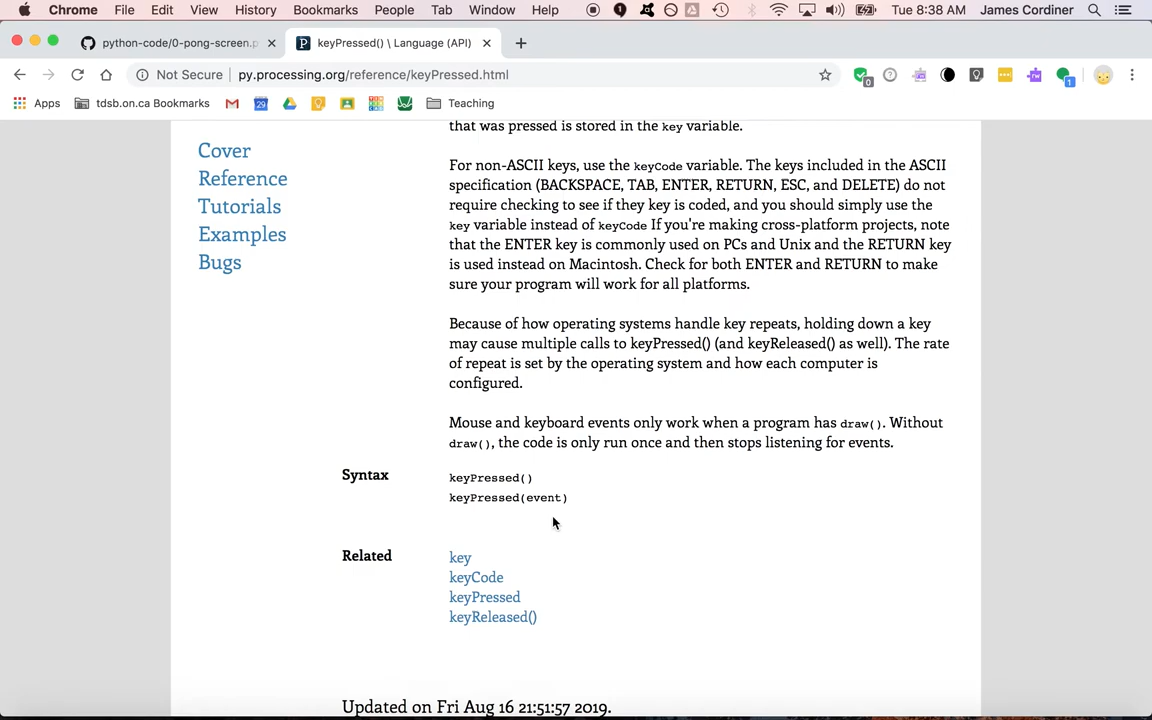 Chrome File Edit View History Bookmarks People Tab Window Help Tue 8:38 AM James Cordiner
python-code/0-pong-screen.p
keyPressed() \ Language (API)
Not Secure py.processing.org/reference/keyPressed.html
Apps tdsb.on.ca Bookmarks Teaching
Cover
Reference
Tutorials
Examples
Bugs
that was pressed is stored in the key variable.
For non-ASCII keys, use the keyCode variable. The keys included in the ASCII
specification (BACKSPACE, TAB, ENTER, RETURN, ESC, and DELETE) do not
require checking to see if they key is coded, and you should simply use the
key variable instead of keyCode If you're making cross-platform projects, note
that the ENTER key is commonly used on PCs and Unix and the RETURN key
is used instead on Macintosh. Check for both ENTER and RETURN to make
sure your program will work for all platforms.
Because of how operating systems handle key repeats, holding down a key
may cause multiple calls to keyPressed() (and keyReleased() as well). The rate
of repeat is set by the operating system and how each computer is
configured.
Mouse and keyboard events only work when a program has draw(). Without
draw(), the code is only run once and then stops listening for events.
Syntax
keyPressed()
keyPressed(event)
Related
key
keyCode
keyPressed
keyReleased()
Updated on Fri Aug 16 21:51:57 2019.